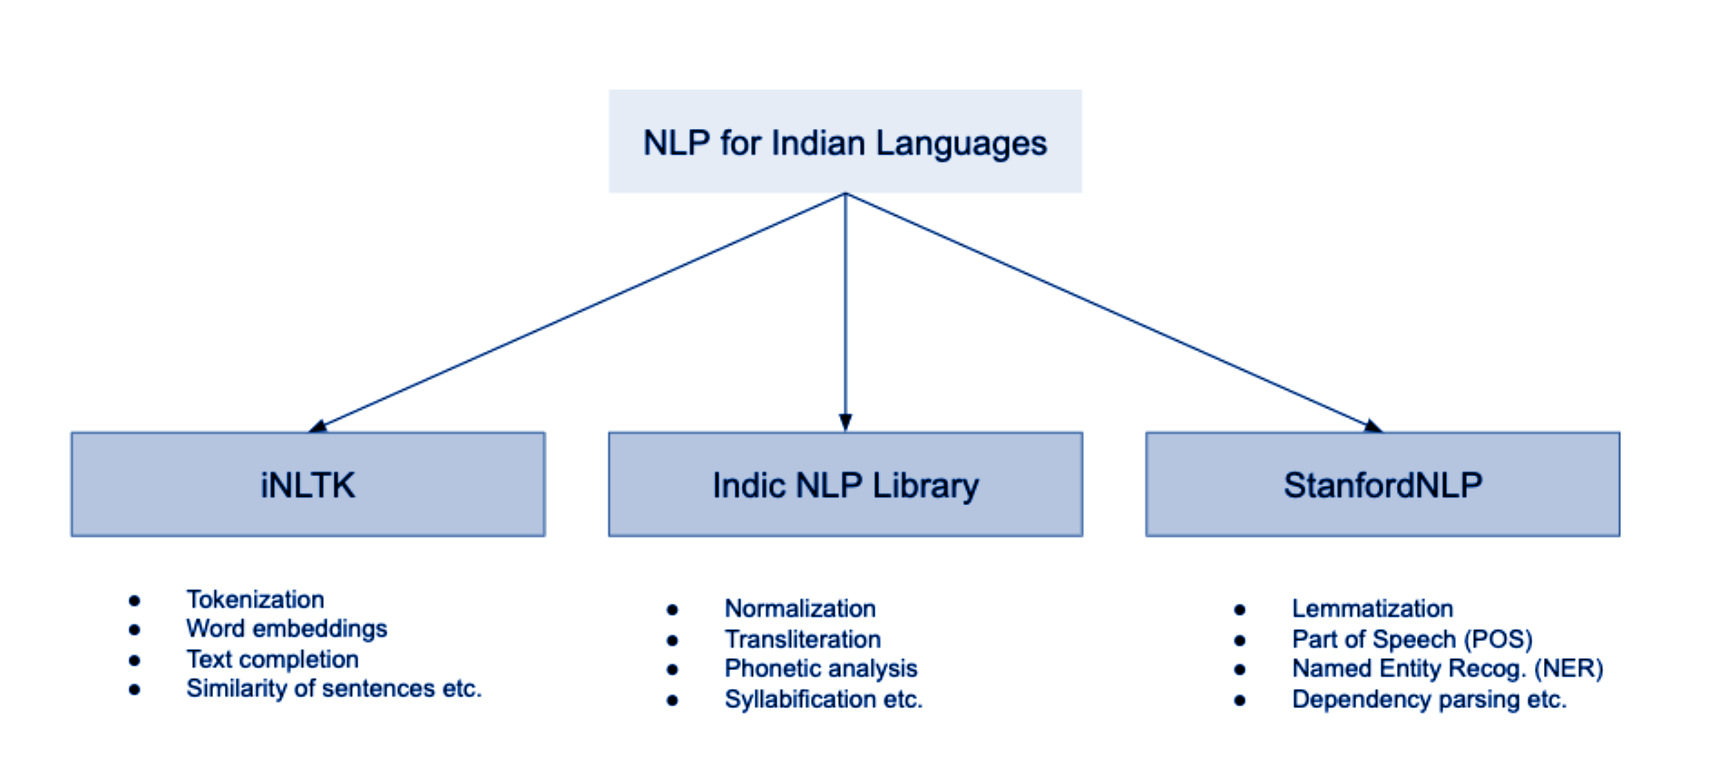 NLP for Indian Languages
iNLTK
Indic NLP Library
StanfordNLP
● Tokenization
● Word embeddings
● Text completion
● Similarity of sentences etc.
● Normalization
● Transliteration
● Phonetic analysis
● Syllabification etc.
● Lemmatization
● Part of Speech (POS)
● Named Entity Recog. (NER)
● Dependency parsing etc.